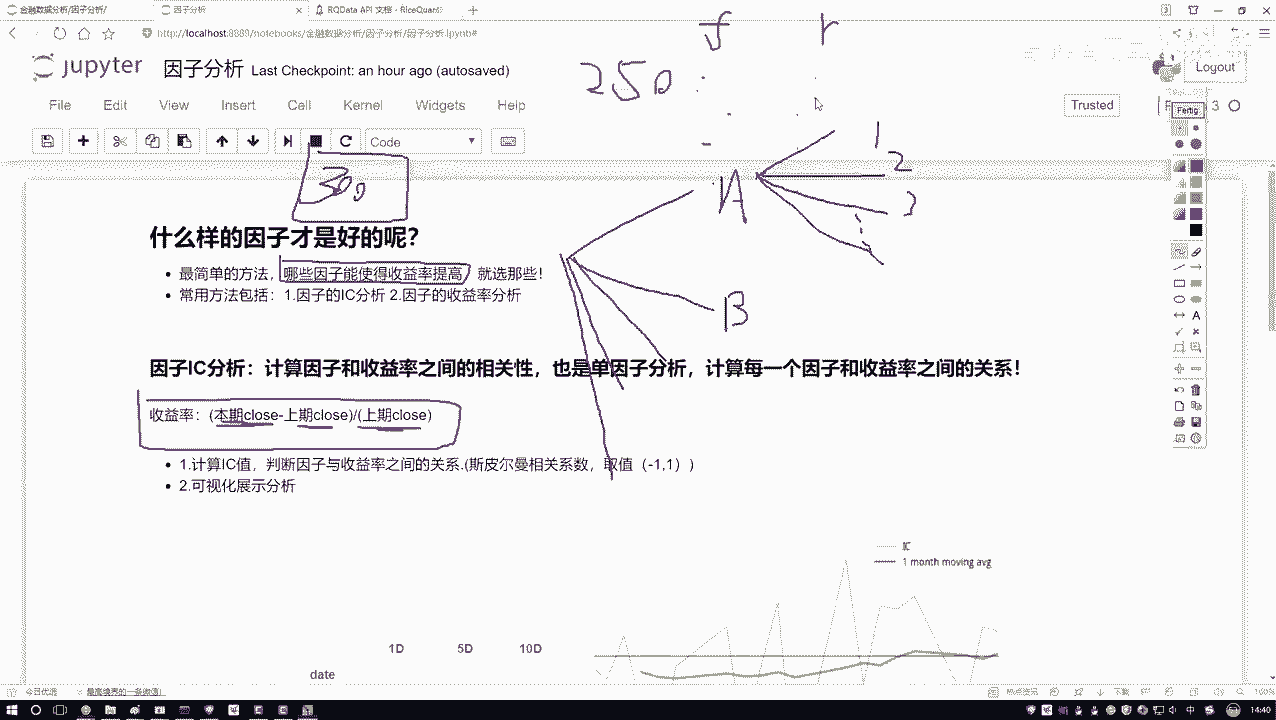 金融数据分析/因子分析/
因子分析
RQData API 文档 - RiceQuant
http://localhost:8889/notebooks/金融数据分析/因子分析/因子分析.ipynb#
jupyter 因子分析 Last Checkpoint: an hour ago (autosaved)
Logout
File Edit View Insert Cell Kernel Widgets Help
Trusted
3
Code
Fertig
f r
250
300
A
1
2
3
B
什么样的因子才是好的呢?
最简单的方法,哪些因子能使得收益率提高,就选那些!
常用方法包括:1.因子的IC分析 2.因子的收益率分析
因子IC分析:计算因子和收益率之间的相关性,也是单因子分析,计算每一个因子和收益率之间的关系!
收益率:(本期close-上期close)/(上期close)
1.计算IC值,判断因子与收益率之间的关系.(斯皮尔曼相关系数,取值(-1,1))
2.可视化展示分析
IC
1 month moving avg
1D 5D 10D
date
今日优选
下载
100%
中
14:40